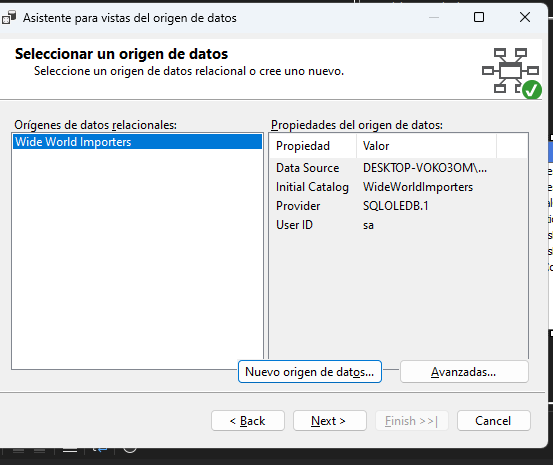 Asistente para vistas del origen de datos
Seleccionar un origen de datos
Seleccione un origen de datos relacional o cree uno nuevo.
Orígenes de datos relacionales:
Wide World Importers
Propiedades del origen de datos:
Propiedad Valor
Data Source DESKTOP-VOKO3OM\...
Initial Catalog WideWorldImporters
Provider SQLOLEDB.1
User ID sa
Nuevo origen de datos... Avanzadas...
< Back Next > Finish >>| Cancel